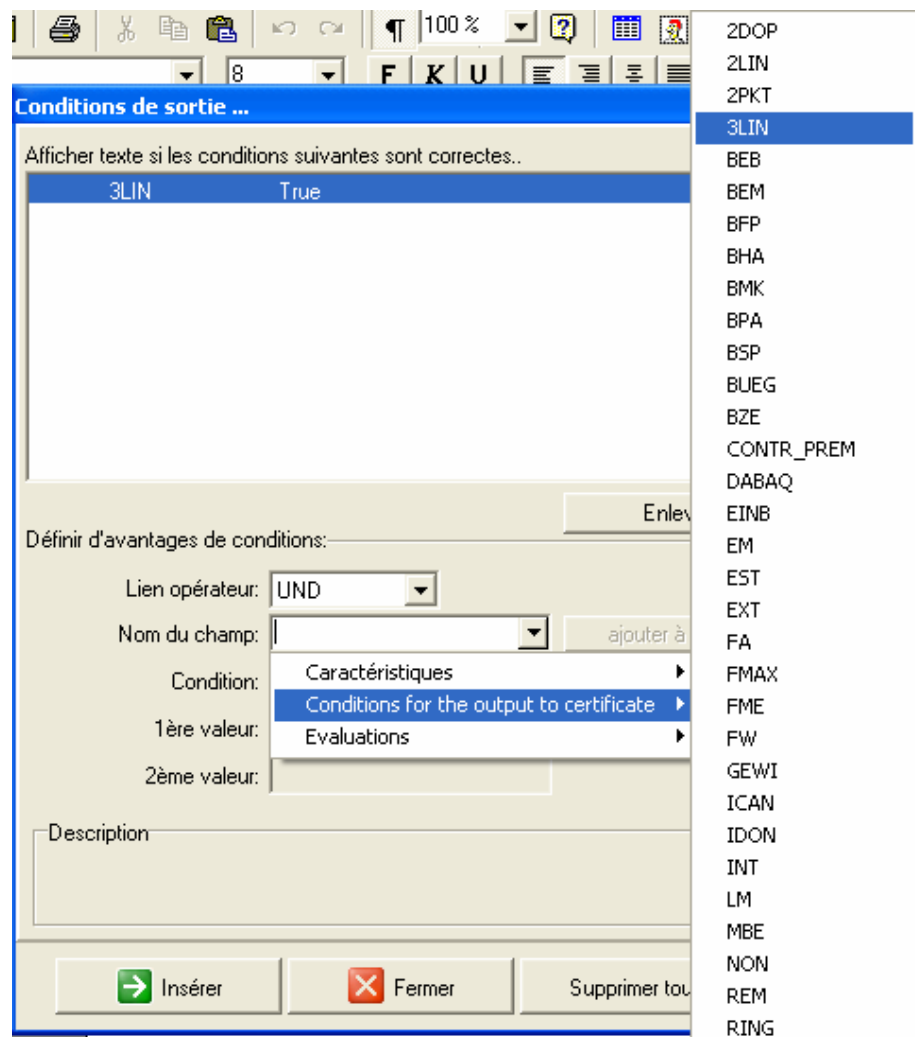 100 %
8
F K U
Conditions de sortie ...
Afficher texte si les conditions suivantes sont correctes..
3LIN True
Enlev
Définir d'avantages de conditions:
Lien opérateur: UND
Nom du champ: ajouter à
Condition:
1ère valeur:
2ème valeur:
Caractéristiques
Conditions for the output to certificate
Evaluations
Description
Insérer
Fermer
Supprimer tou
2DOP
2LIN
2PKT
3LIN
BEB
BEM
BFP
BHA
BMK
BPA
BSP
BUEG
BZE
CONTR_PREM
DABAQ
EINB
EM
EST
EXT
FA
FMAX
FME
FW
GEWI
ICAN
IDON
INT
LM
MBE
NON
REM
RING